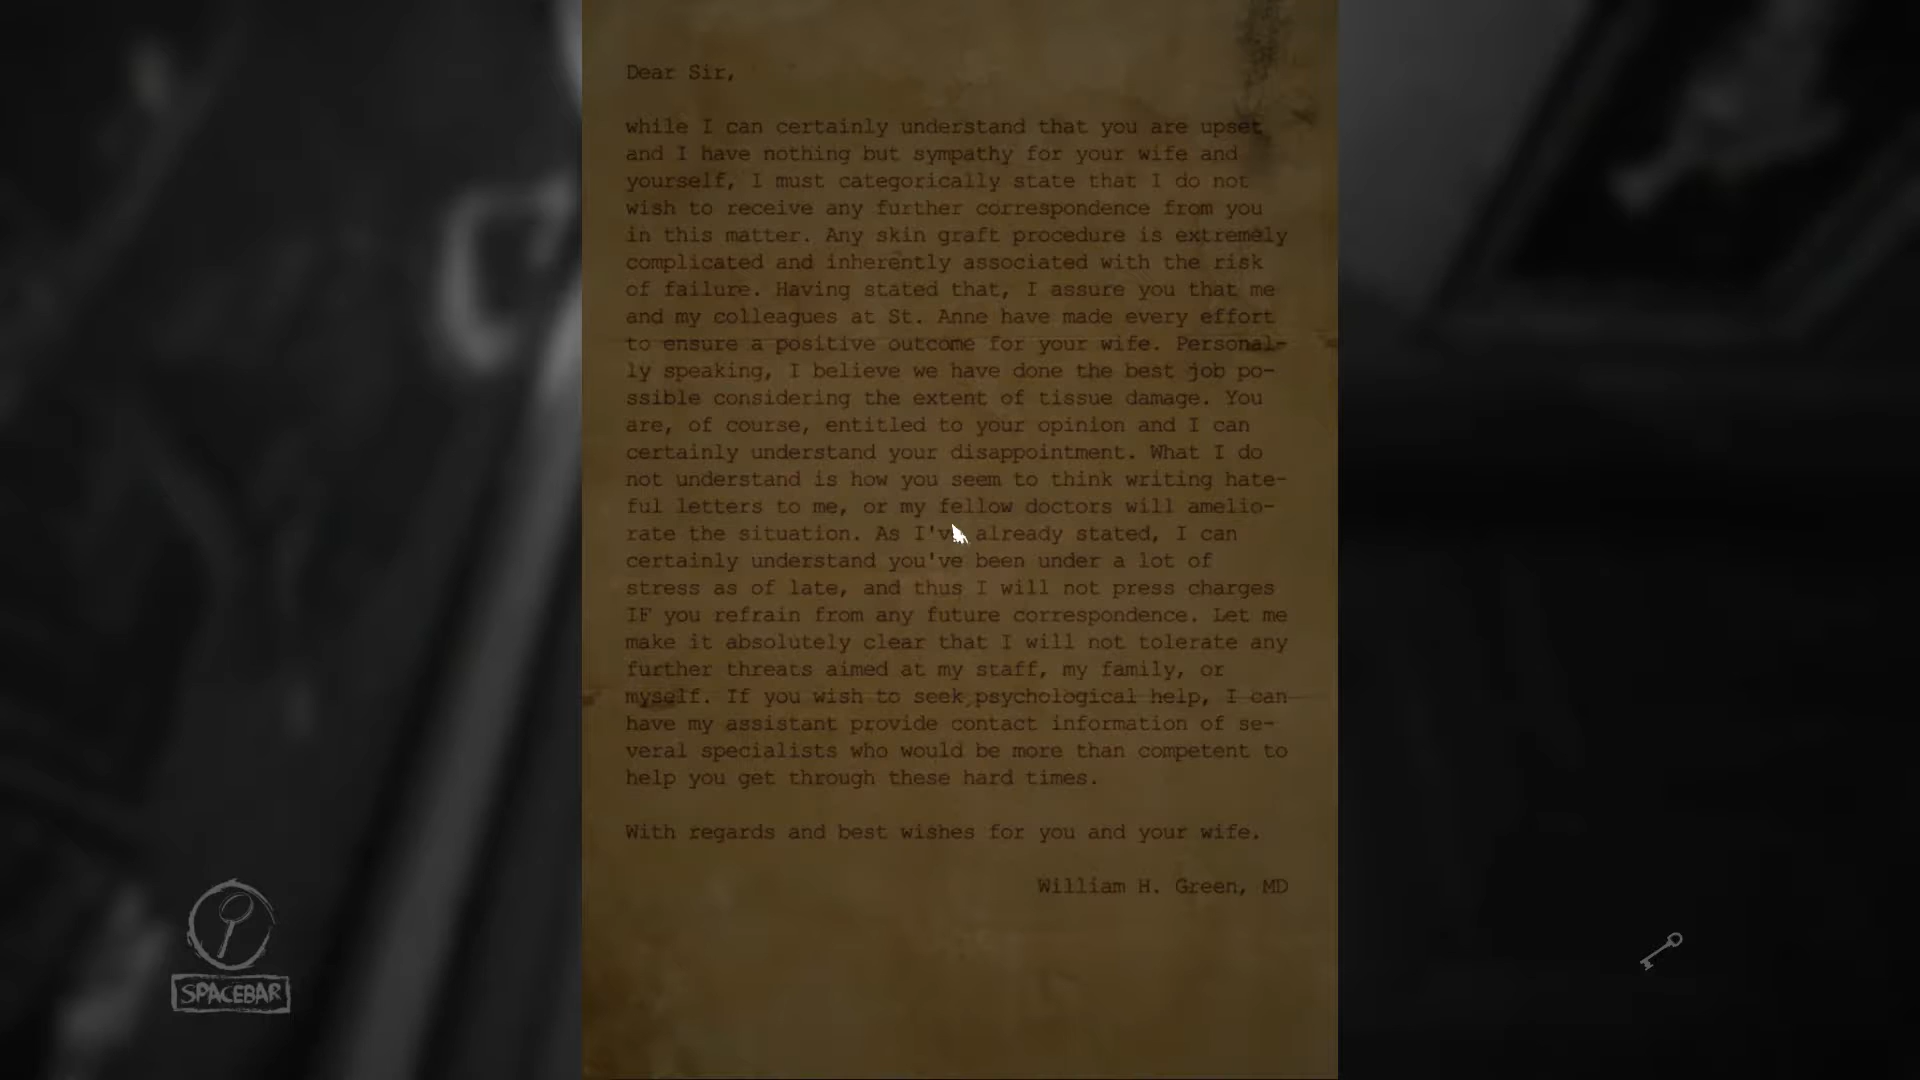 Dear Sir,
while I can certainly understand that you are upset
and I have nothing but sympathy for your wife and
yourself, I must categorically state that I do not
wish to receive any further correspondence from you
in this matter. Any skin graft procedure is extremely
complicated and inherently associated with the risk
of failure. Having stated that, I assure you that me
and my colleagues at St. Anne have made every effort
to ensure a positive outcome for your wife. Personal-
ly speaking, I believe we have done the best job po-
ssible considering the extent of tissue damage. You
are, of course, entitled to your opinion and I can
certainly understand your disappointment. What I do
not understand is how you seem to think writing hate-
ful letters to me, or my fellow doctors will amelio-
rate the situation. As I've already stated, I can
certainly understand you've been under a lot of
stress as of late, and thus I will not press charges
IF you refrain from any future correspondence. Let me
make it absolutely clear that I will not tolerate any
further threats aimed at my staff, my family, or
myself. If you wish to seek psychological help, I can
have my assistant provide contact information of se-
veral specialists who would be more than competent to
help you get through these hard times.
With regards and best wishes for you and your wife.
William H. Green, MD
SPACEBAR